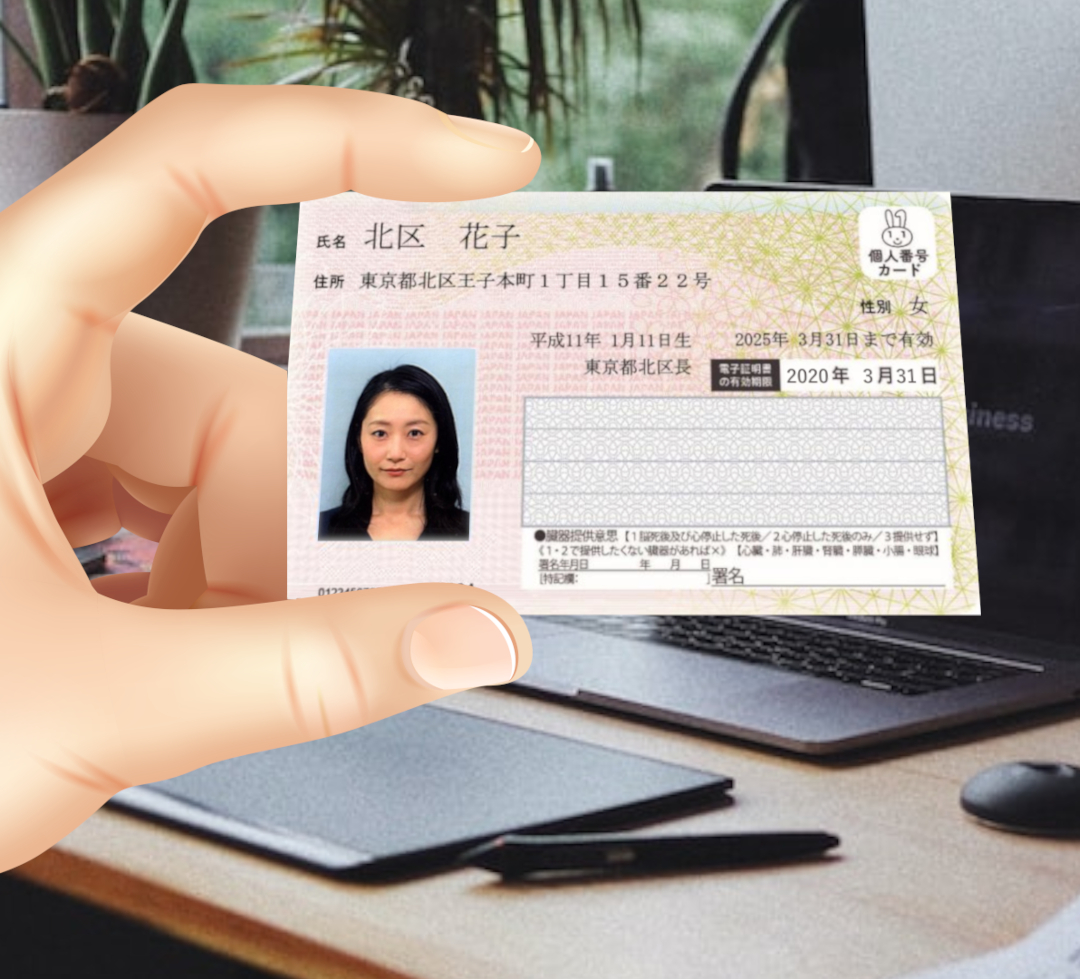 氏名 北区 花子
個人番号
カード
住所 東京都北区王子本町1丁目15番22号
性別 女
平成11年 1月11日生 2025年 3月31日まで有効
東京都北区長 電子証明書の有効期限 2020年 3月31日
●臓器提供意思【1脳死後及び心停止した死後/2心停止した死後のみ/3提供せず】
《1・2で提供したくない臓器があれば×》【心臓・肺・肝臓・腎臓・膵臓・小腸・眼球】
署名年月日 年 月 日
[特記欄: ]署名
iness